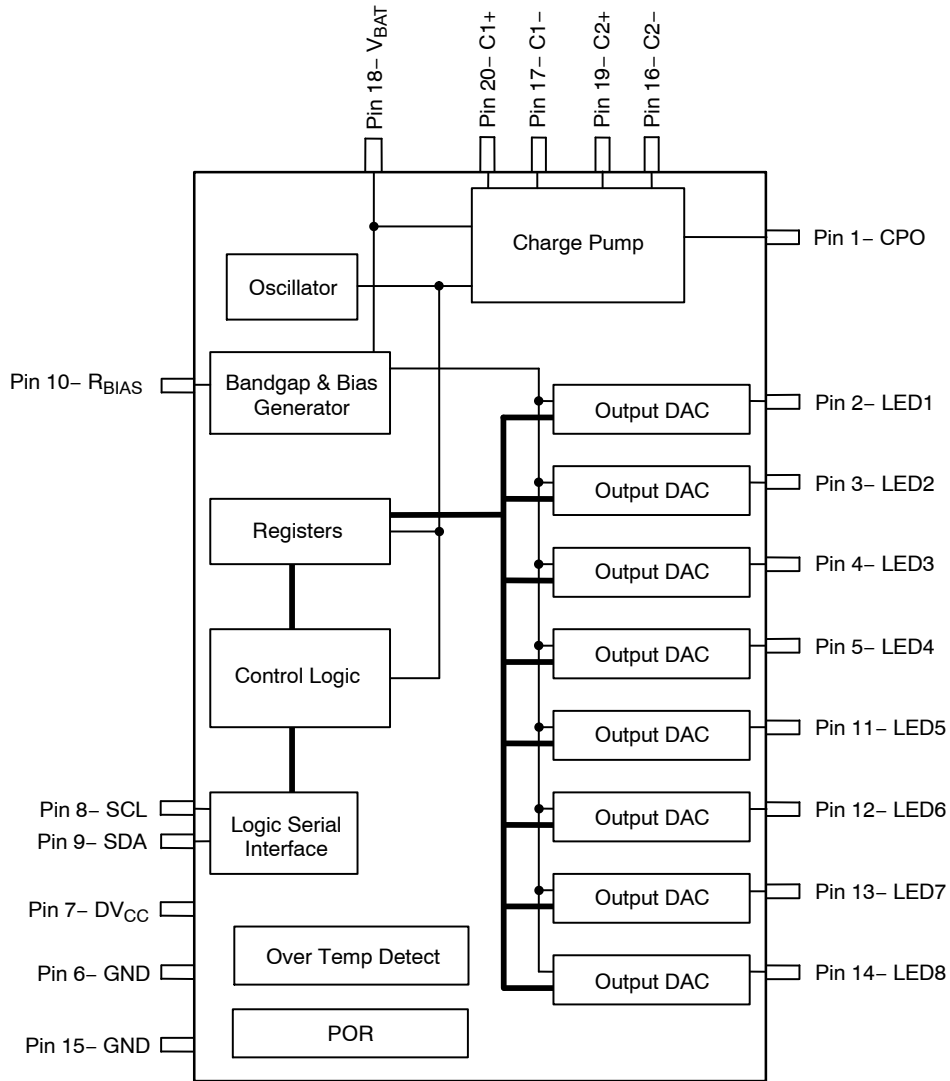 Pin 18– VBAT
Pin 20– C1+
Pin 17– C1–
Pin 19– C2+
Pin 16– C2–
Charge Pump
Pin 1– CPO
Oscillator
Pin 10– RBIAS
Bandgap & Bias
Generator
Output DAC
Pin 2– LED1
Output DAC
Pin 3– LED2
Registers
Output DAC
Pin 4– LED3
Output DAC
Pin 5– LED4
Control Logic
Output DAC
Pin 11– LED5
Pin 8– SCL
Pin 9– SDA
Logic Serial
Interface
Output DAC
Pin 12– LED6
Output DAC
Pin 13– LED7
Pin 7– DVCC
Over Temp Detect
Pin 6– GND
Output DAC
Pin 14– LED8
POR
Pin 15– GND